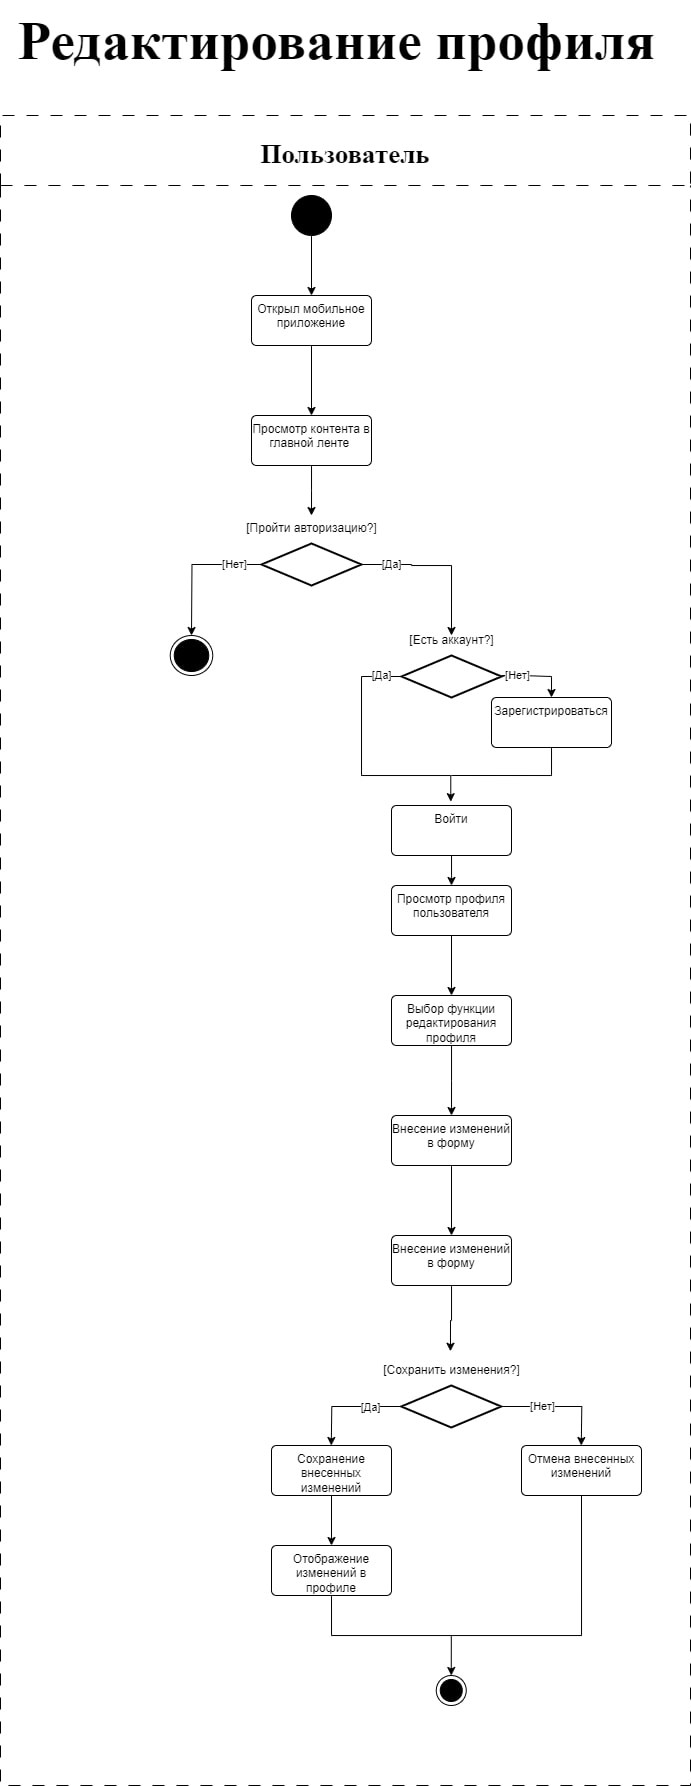 Редактирование профиля
Пользователь
Открыл мобильное
приложение
Просмотр контента в
главной ленте
[Пройти авторизацию?]
[Нет]
[Да]
[Есть аккаунт?]
[Да]
[Нет]
Зарегистрироваться
Войти
Просмотр профиля
пользователя
Выбор функции
редактирования
профиля
Внесение изменений
в форму
Внесение изменений
в форму
[Сохранить изменения?]
[Да]
[Нет]
Сохранение
внесенных
изменений
Отмена внесенных
изменений
Отображение
изменений в
профиле